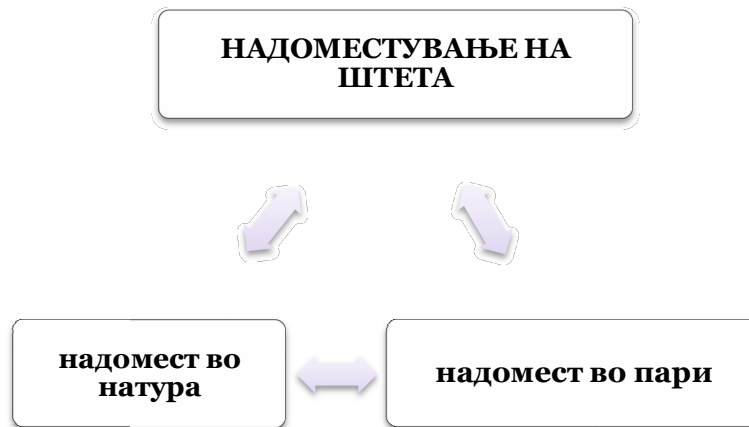 НАДОМЕСТУВАЊЕ НА
ШТЕТА
надомест во
натура
надомест во пари